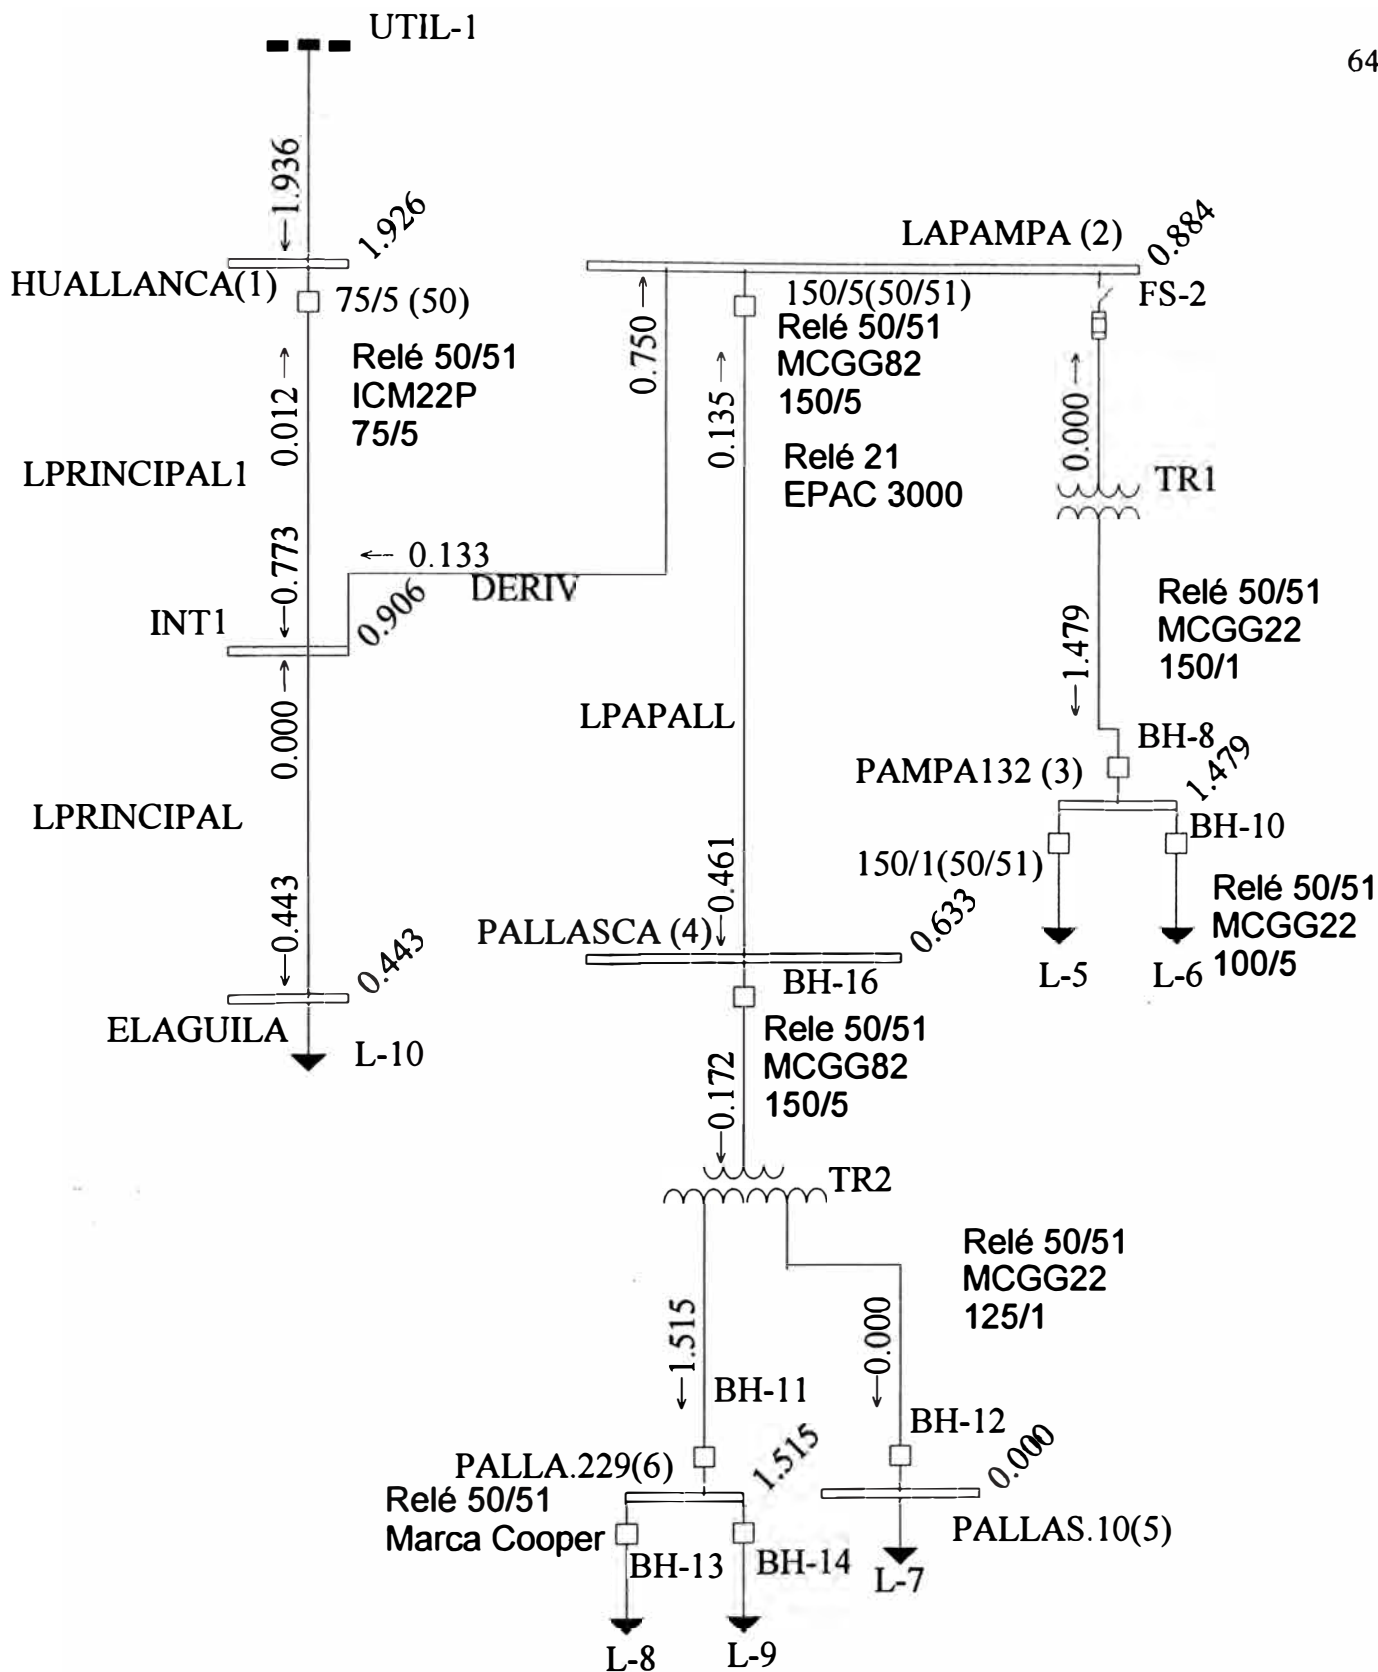 UTIL-1
64
1.936
1.926
HUALLANCA(1)
75/5 (50)
Relé 50/51
ICM22P
75/5
0.012
LPRINCIPAL1
0.773
INT1
0.906
0.133
DERIV
0.750
LAPAMPA (2)
0.884
150/5(50/51)
Relé 50/51
MCGG82
150/5
Relé 21
EPAC 3000
0.135
FS-2
0.000
TR1
1.479
Relé 50/51
MCGG22
150/1
BH-8
PAMPA132 (3)
1.479
BH-10
150/1(50/51)
Relé 50/51
MCGG22
100/5
L-5
L-6
0.000
LPRINCIPAL
0.443
0.443
ELAGUILA
L-10
LPAPALL
0.461
PALLASCA (4)
0.633
BH-16
Rele 50/51
MCGG82
150/5
0.172
TR2
Relé 50/51
MCGG22
125/1
1.515
0.000
BH-11
BH-12
PALLA.229(6)
1.515
0.000
Relé 50/51
Marca Cooper
BH-13
BH-14
PALLAS.10(5)
L-7
L-8
L-9